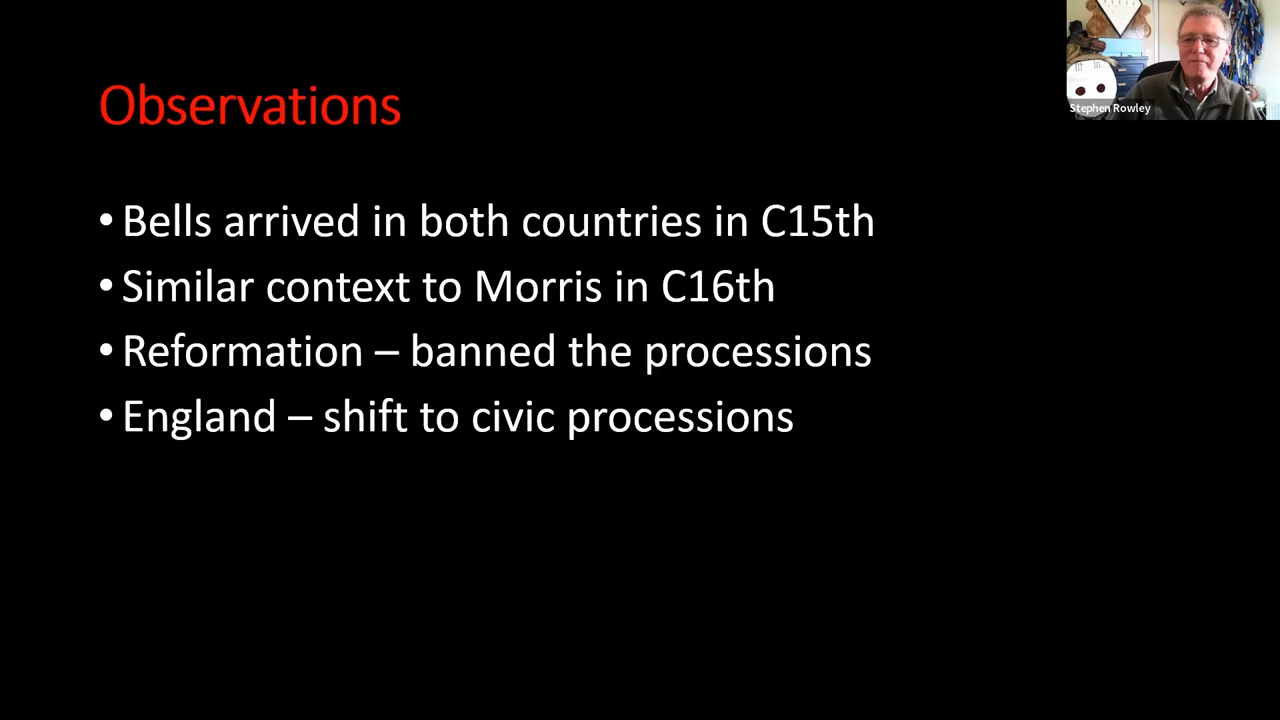 Observations
• Bells arrived in both countries in C15th
• Similar context to Morris in C16th
• Reformation – banned the processions
• England – shift to civic processions
Stephen Rowley